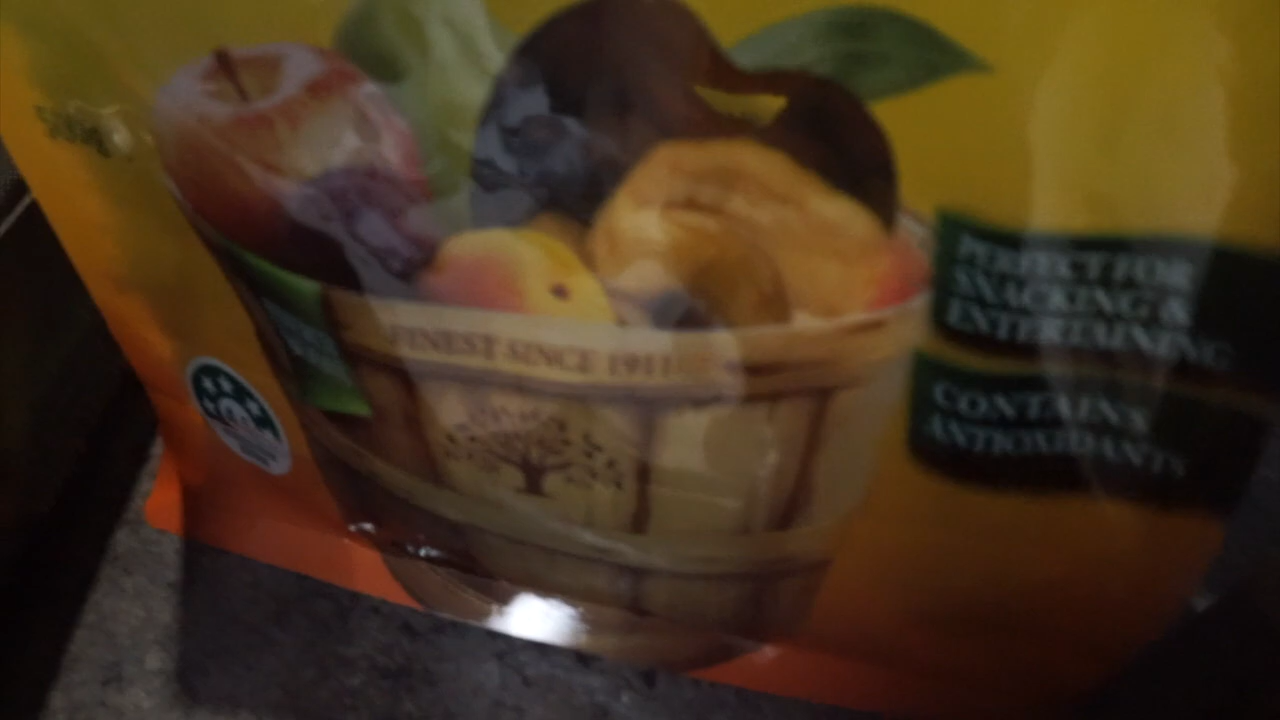 FINEST SINCE 1911
PERFECT FOR
SNACKING &
ENTERTAINING
CONTAINS
ANTIOXIDANTS